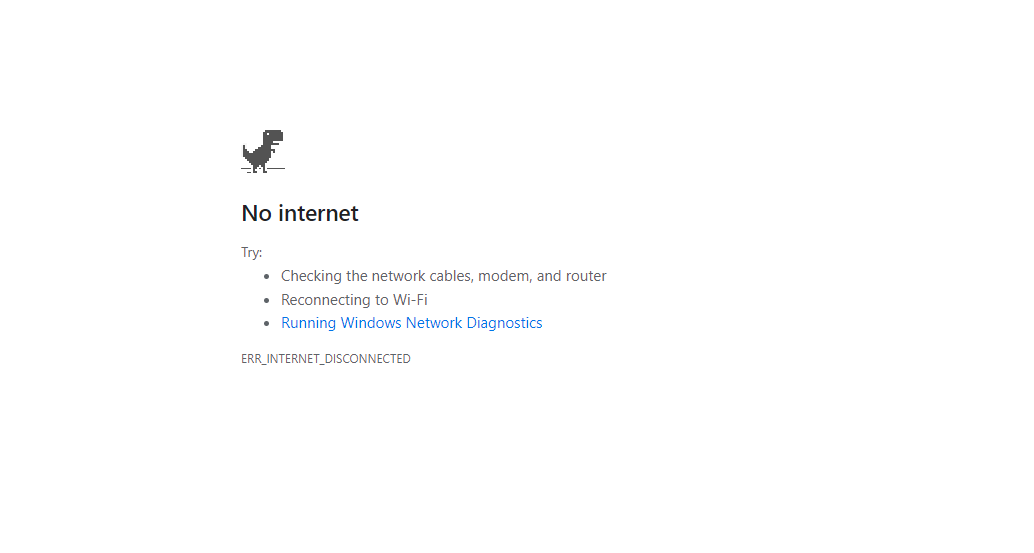 No internet
Try:
• Checking the network cables, modem, and router
• Reconnecting to Wi-Fi
• Running Windows Network Diagnostics
ERR_INTERNET_DISCONNECTED